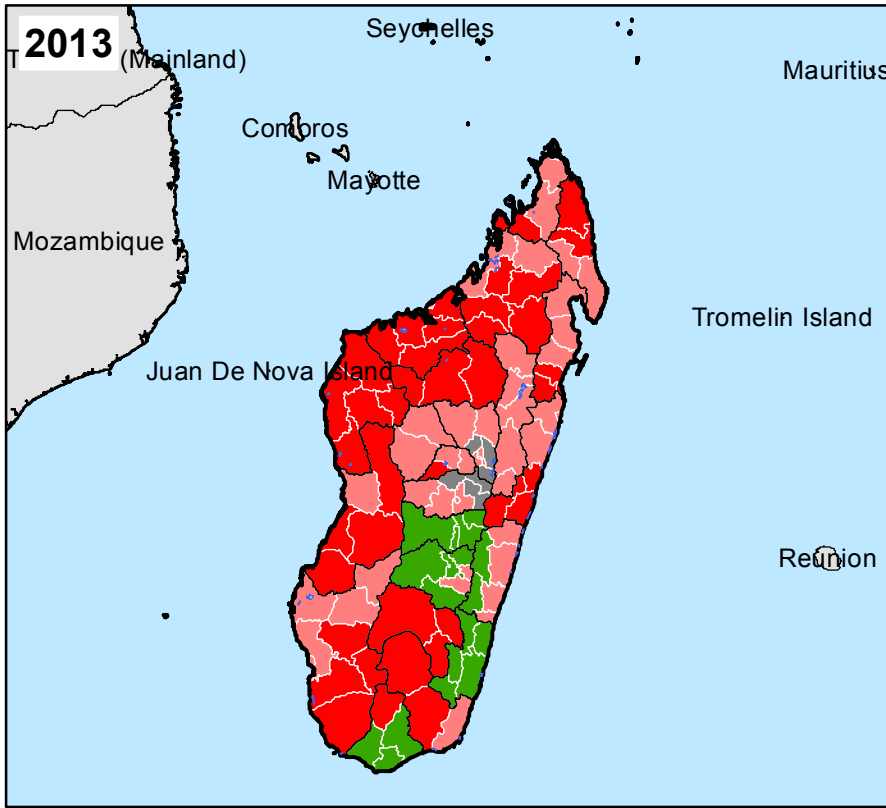 Seychelles
2013
T (Mainland)
Mauritius
Comoros
Mayotte
Mozambique
Tromelin Island
Juan De Nova Island
Reunion